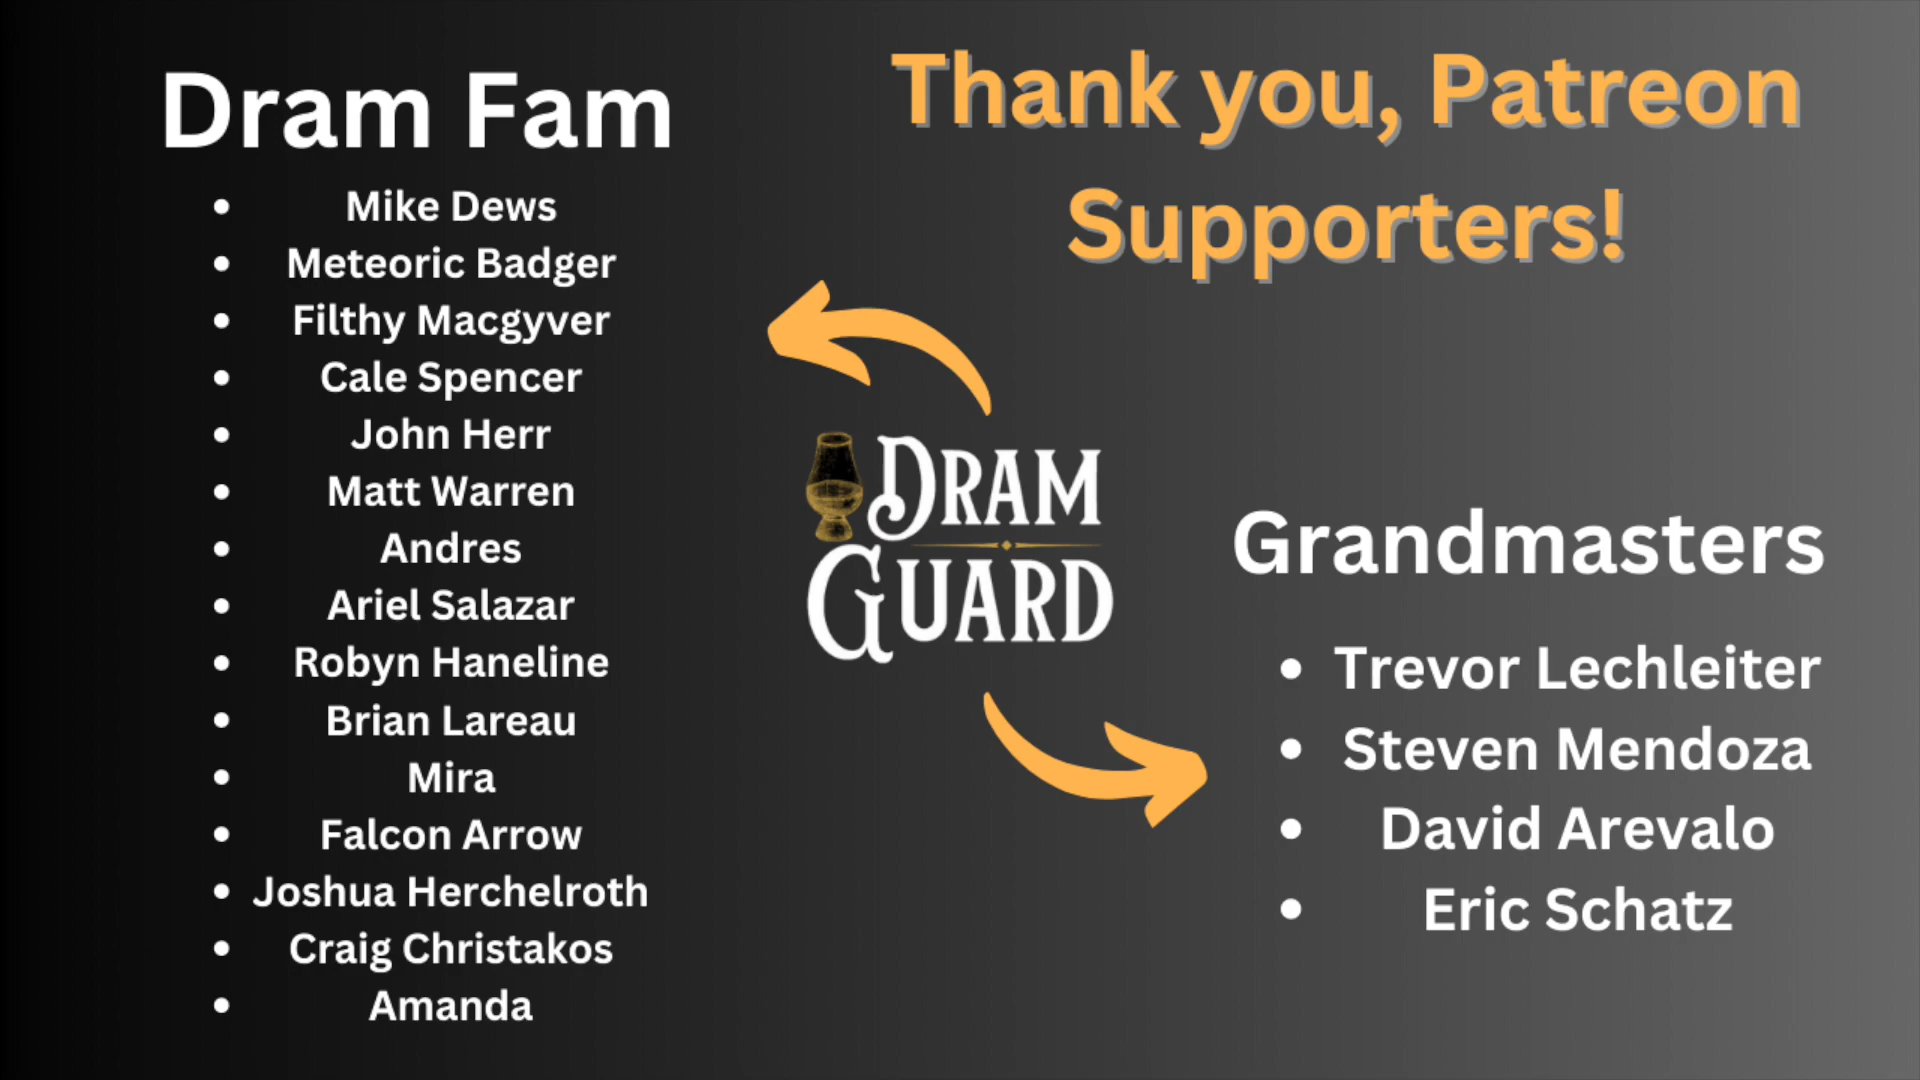 Dram Fam
• Mike Dews
• Meteoric Badger
• Filthy Macgyver
• Cale Spencer
• John Herr
• Matt Warren
• Andres
• Ariel Salazar
• Robyn Haneline
• Brian Lareau
• Mira
• Falcon Arrow
• Joshua Herchelroth
• Craig Christakos
• Amanda
Thank you, Patreon
Supporters!
DRAM
GUARD
Grandmasters
• Trevor Lechleiter
• Steven Mendoza
• David Arevalo
• Eric Schatz